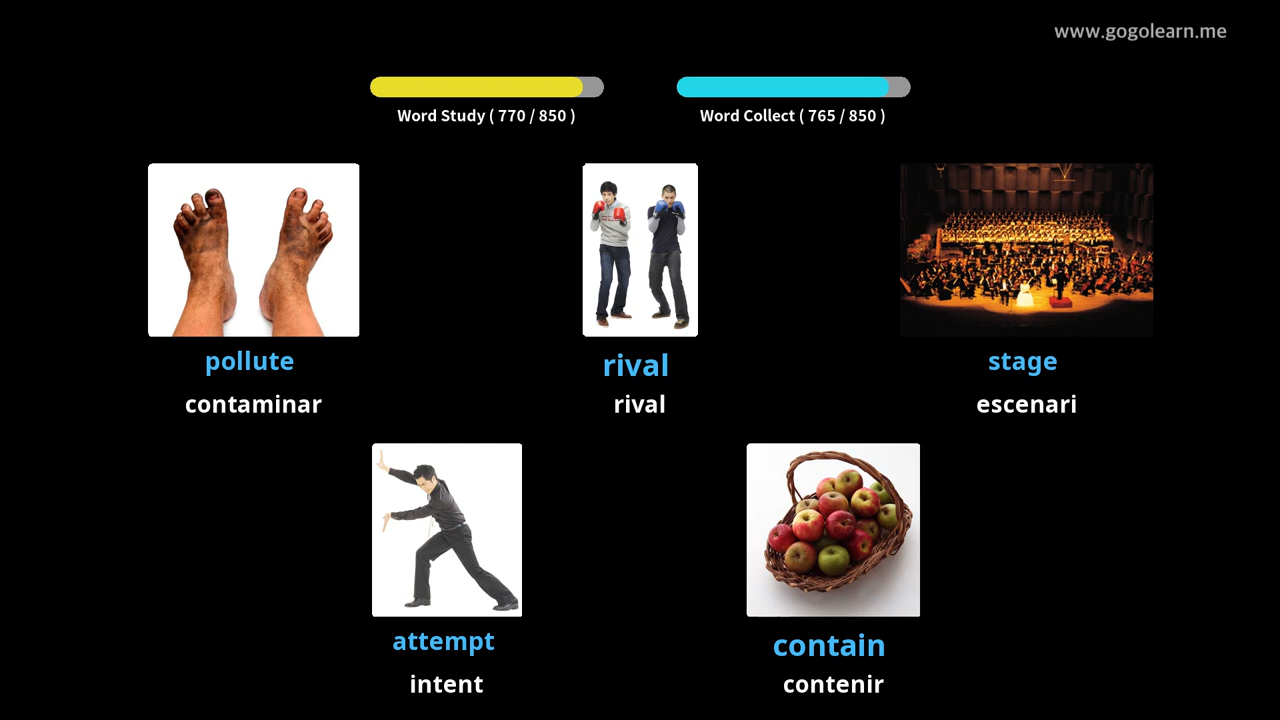 www.gogolearn.me
Word Study ( 770 / 850 )
Word Collect ( 765 / 850 )
pollute
contaminar
rival
rival
stage
escenari
attempt
intent
contain
contenir